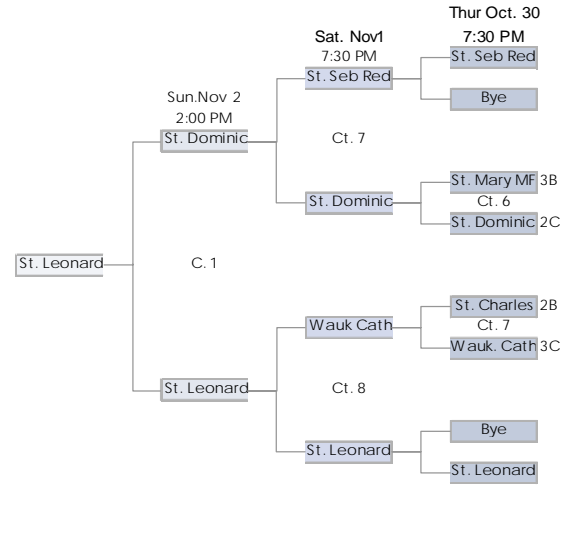 Thur Oct. 30
Sat. Nov1
7:30 PM
7:30 PM
St. Seb Red
St. Seb Red
Sun.Nov 2
Bye
2:00 PM
St. Dominic
Ct. 7
St. Mary MF 3B
St. Dominic
Ct. 6
St. Dominic 2C
St. Leonard
C. 1
St. Charles 2B
Wauk Cath
Ct. 7
Wauk. Cath 3C
St. Leonard
Ct. 8
Bye
St. Leonard
St. Leonard